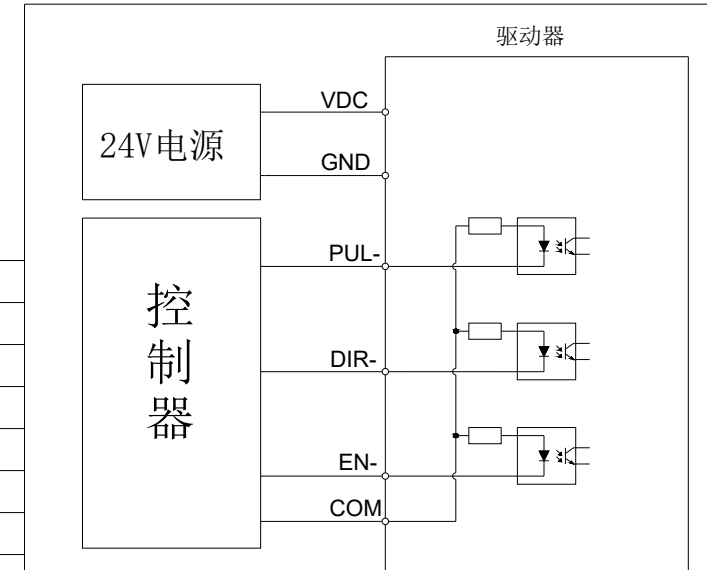 驱动器
VDC
24V电源
GND
PUL-
控制器
DIR-
EN-
COM